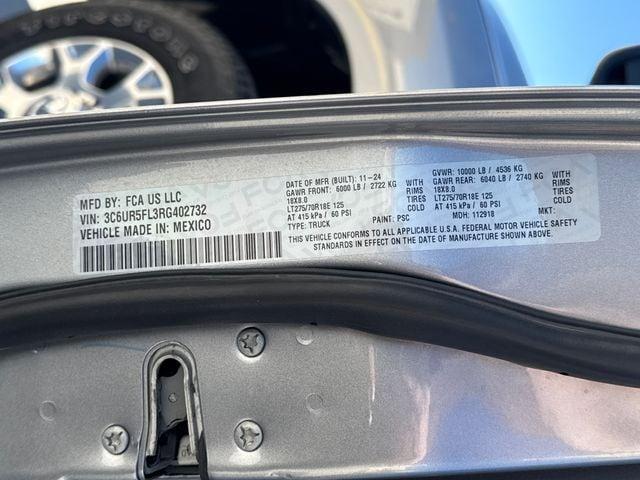 Firestone
MFD BY: FCA US LLC
VIN: 3C6UR5FL3RG402732
VEHICLE MADE IN: MEXICO
DATE OF MFR (BUILT): 11-24
GAWR FRONT: 6000 LB / 2722 KG WITH
18X8.0 RIMS
LT275/70R18E 125 TIRES
AT 415 kPa / 60 PSI COLD
TYPE: TRUCK PAINT: PSC
GVWR: 10000 LB / 4536 KG
GAWR REAR: 6040 LB / 2740 KG WITH
18X8.0 RIMS
LT275/70R18E 125 TIRES
AT 415 kPa / 60 PSI COLD
MDH: 112918 MKT:
THIS VEHICLE CONFORMS TO ALL APPLICABLE U.S.A. FEDERAL MOTOR VEHICLE SAFETY
STANDARDS IN EFFECT ON THE DATE OF MANUFACTURE SHOWN ABOVE.